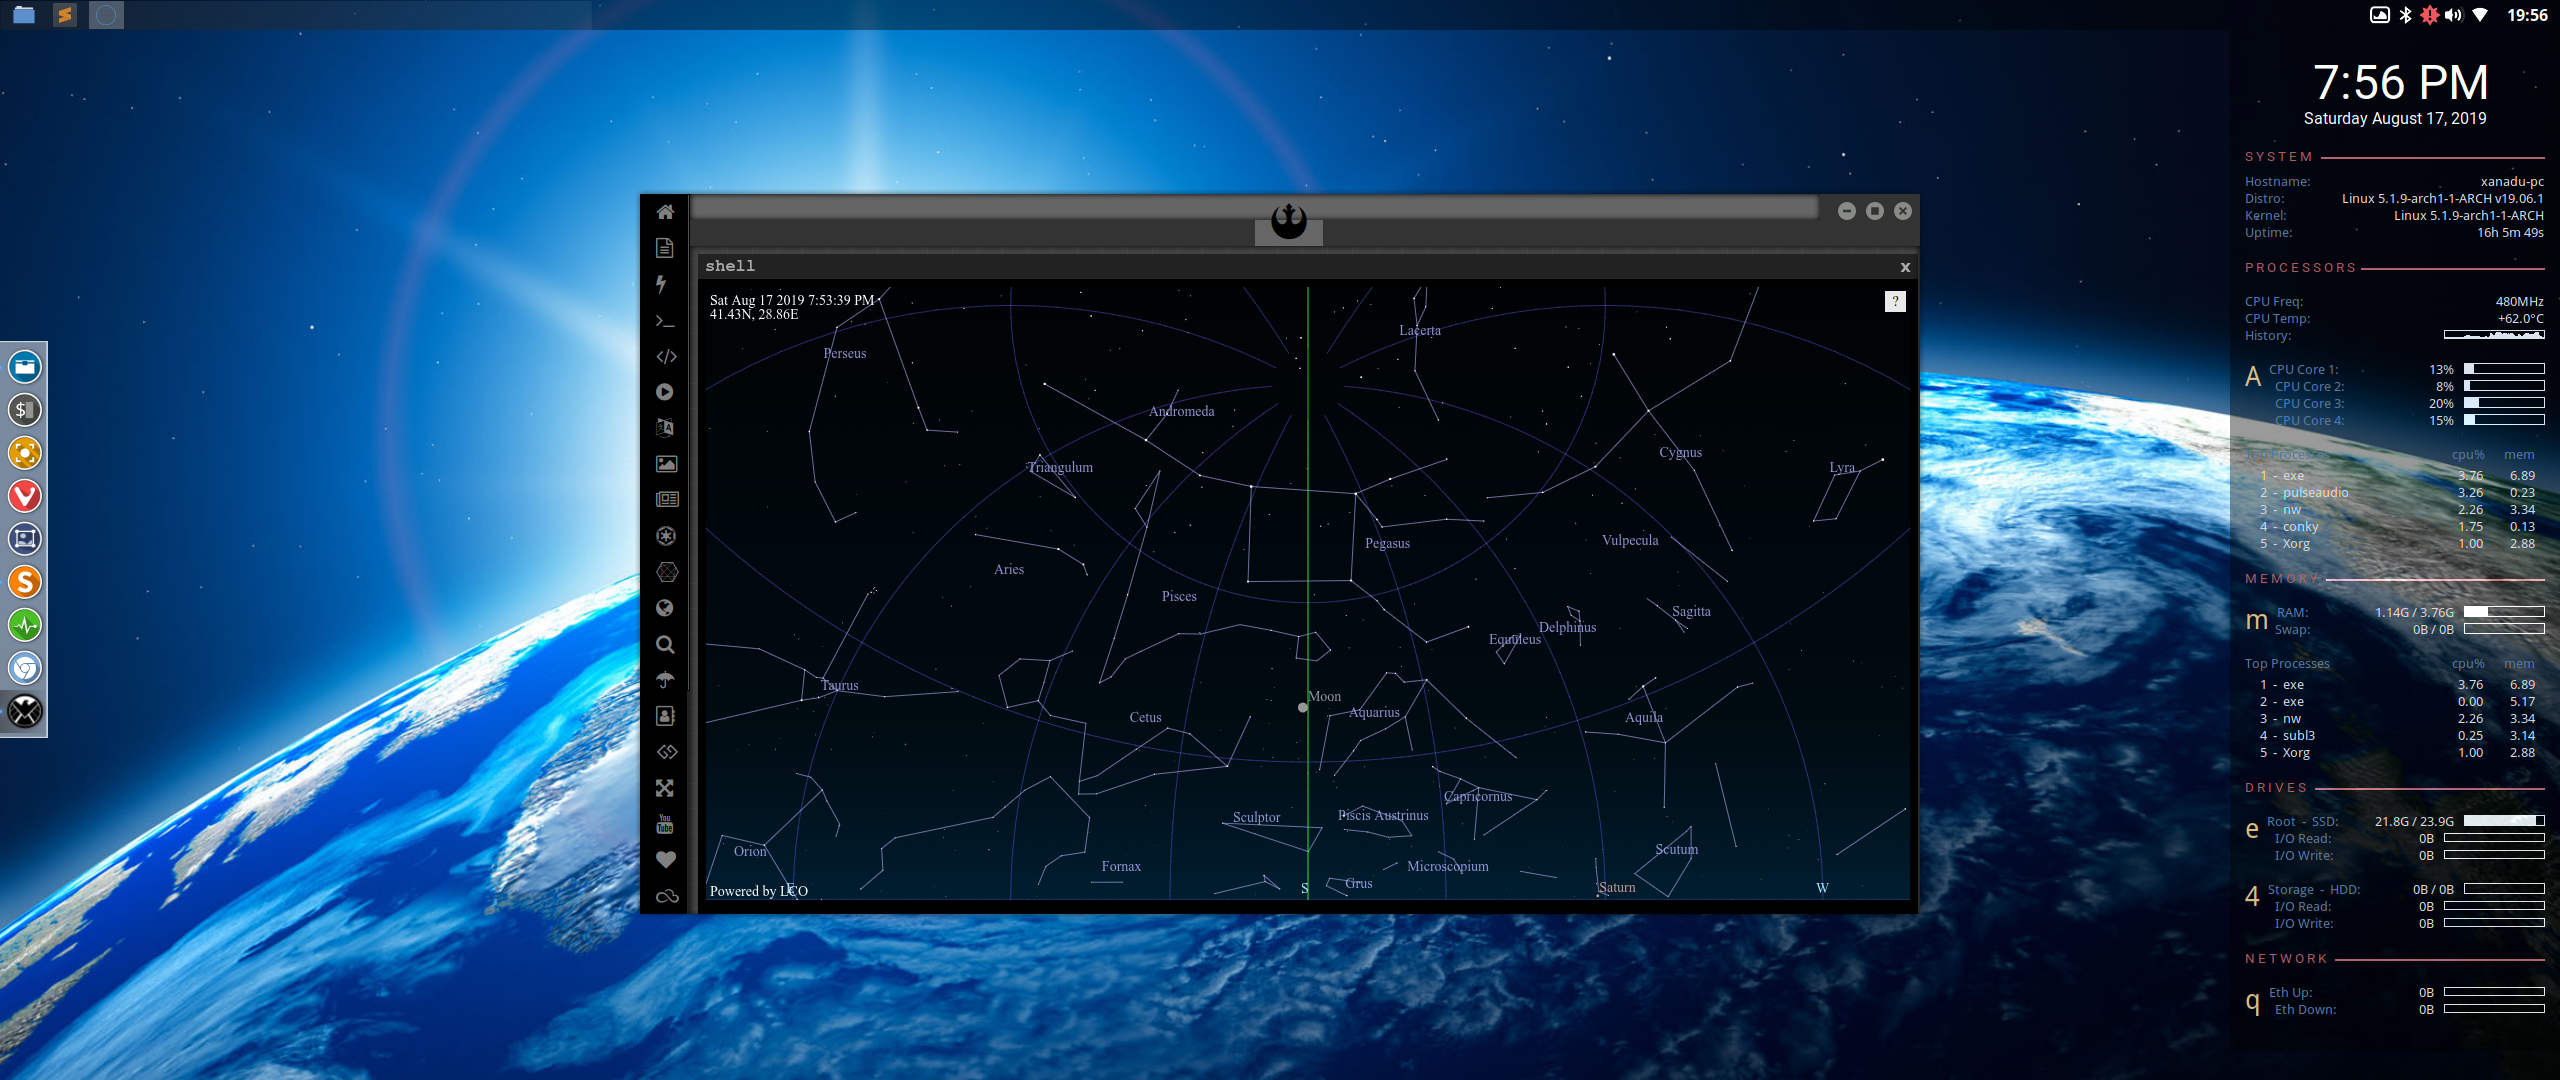 19:56
7:56 PM
Saturday August 17, 2019
SYSTEM
Hostname: xanadu-pc
Distro: Linux 5.1.9-arch1-1-ARCH v19.06.1
Kernel: Linux 5.1.9-arch1-1-ARCH
Uptime: 16h 5m 49s
PROCESSORS
CPU Freq: 480MHz
CPU Temp: +62.0°C
History:
A CPU Core 1: 13%
CPU Core 2: 8%
CPU Core 3: 20%
CPU Core 4: 15%
Top Processes cpu% mem
1 - exe 3.76 6.89
2 - pulseaudio 3.26 0.23
3 - nw 2.26 3.34
4 - conky 1.75 0.13
5 - Xorg 1.00 2.88
MEMORY
m RAM: 1.14G / 3.76G
Swap: 0B / 0B
Top Processes cpu% mem
1 - exe 3.76 6.89
2 - exe 0.00 5.17
3 - nw 2.26 3.34
4 - subl3 0.25 3.14
5 - Xorg 1.00 2.88
DRIVES
e Root - SSD: 21.8G / 23.9G
I/O Read: 0B
I/O Write: 0B
4 Storage - HDD: 0B / 0B
I/O Read: 0B
I/O Write: 0B
NETWORK
q Eth Up: 0B
Eth Down: 0B
shell x
Sat Aug 17 2019 7:53:39 PM
41.43N, 28.86E
?
Lacerta
Perseus
Andromeda
Cygnus
Triangulum
Lyra
Vulpecula
Pegasus
Aries
Pisces
Sagitta
Delphinus
Equuleus
Taurus
Moon
Aquarius
Cetus
Aquila
Capricornus
Sculptor
Piscis Austrinus
Orion
Scutum
Fornax
Microscopium
Grus
Saturn
E
S
W
Powered by LCO
You
Tube
$
S